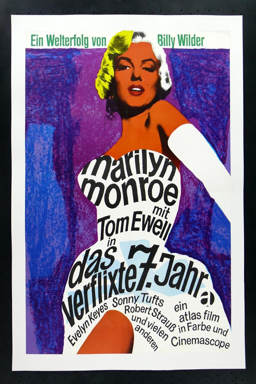 Ein Welterfolg von Billy Wilder
marilyn
monroe
mit
Tom Ewell
in
das
verflixte 7. Jahr
Evelyn Keyes
Sonny Tufts
Robert Strauß
und vielen
anderen
ein
atlas film
in Farbe und
Cinemascope